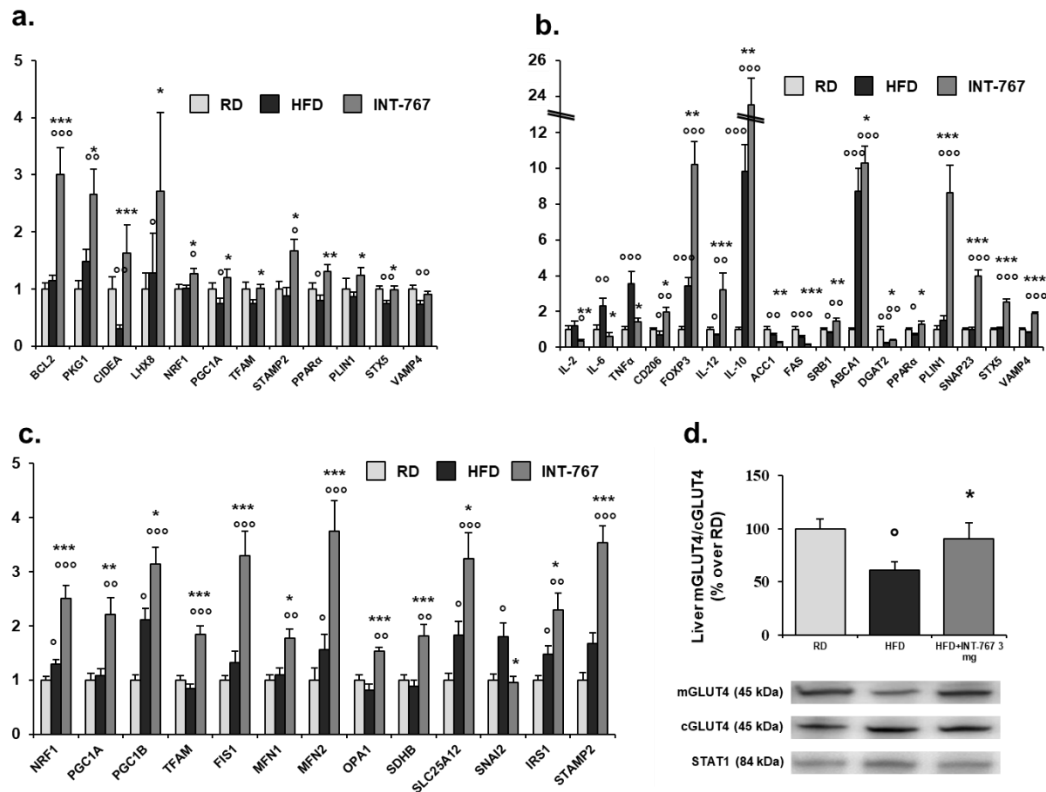 a.
5
4
3
2
1
0
RD HFD INT-767
***
°°°
*
°°
***
°°
*
°
*
°
*
°
*
*
°
**
°
*
*
°°
°°
BCL2
PKG1
CIDEA
LHX8
NRF1
PGC1A
TFAM
STAMP2
PPARα
PLIN1
STX5
VAMP4
b.
26
24
12
10
8
6
4
2
0
RD HFD INT-767
**
°
°°
*
°°°
*
*
°°
°
**
°°°
°°°
***
°°
°
**
°°°
°°°
**
°°
***
°°°
**
°°
*
°°°
°°°
*
°°°
°°
*
°
***
°°°
***
°°°
***
°°°
***
°°°
IL-2
IL-6
TNFα
CD206
FOXP3
IL-12
IL-10
ACC1
FAS
SRB1
ABCA1
DGAT2
PPARα
PLIN1
SNAP23
STX5
VAMP4
c.
5
4
3
2
1
0
RD HFD INT-767
***
°°°
°
**
°°
*
°°°
°
***
°°°
***
°°°
*
°°
***
°°°
°
***
°°
***
°°
*
°°°
°
°
*
*
°°
°
***
°°°
NRF1
PGC1A
PGC1B
TFAM
FIS1
MFN1
MFN2
OPA1
SDHB
SLC25A12
SNAI2
IRS1
STAMP2
d.
Liver mGLUT4/cGLUT4
(% over RD)
150
100
50
0
°
*
RD
HFD
HFD+INT-767 3
mg
mGLUT4 (45 kDa)
cGLUT4 (45 kDa)
STAT1 (84 kDa)